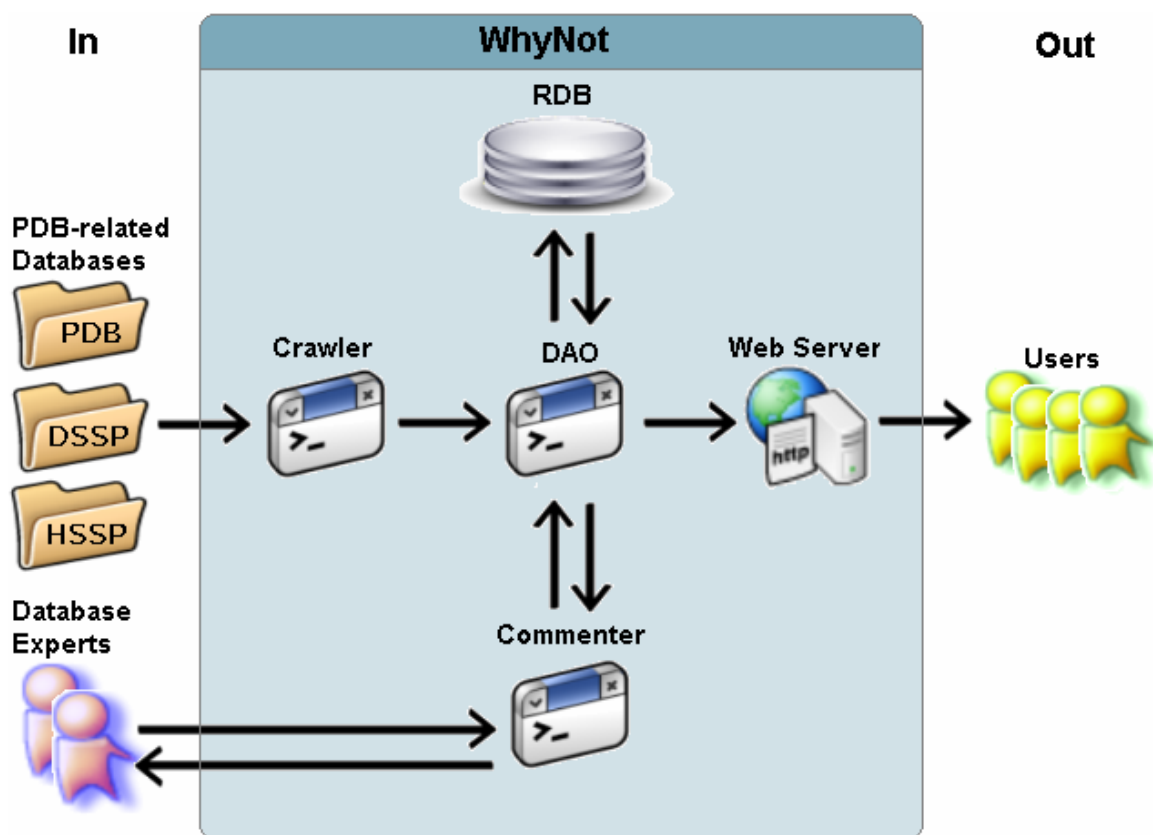 In
WhyNot
Out
RDB
PDB-related
Databases
PDB
DSSP
HSSP
Crawler
>_
DAO
>_
Web Server
http
Users
Database
Experts
Commenter
>_